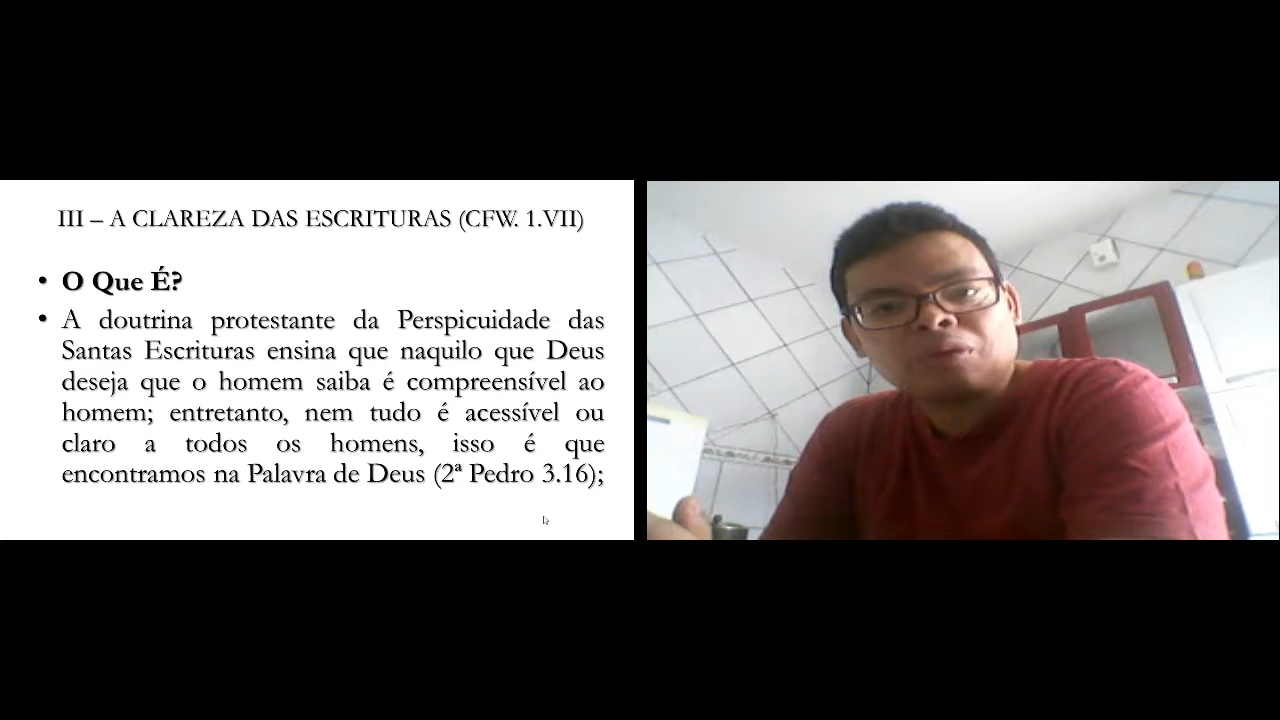 III – A CLAREZA DAS ESCRITURAS (CFW. 1.VII)
• O Que É?
• A doutrina protestante da Perspicuidade das
Santas Escrituras ensina que naquilo que Deus
deseja que o homem saiba é compreensível ao
homem; entretanto, nem tudo é acessível ou
claro a todos os homens, isso é que
encontramos na Palavra de Deus (2ª Pedro 3.16);